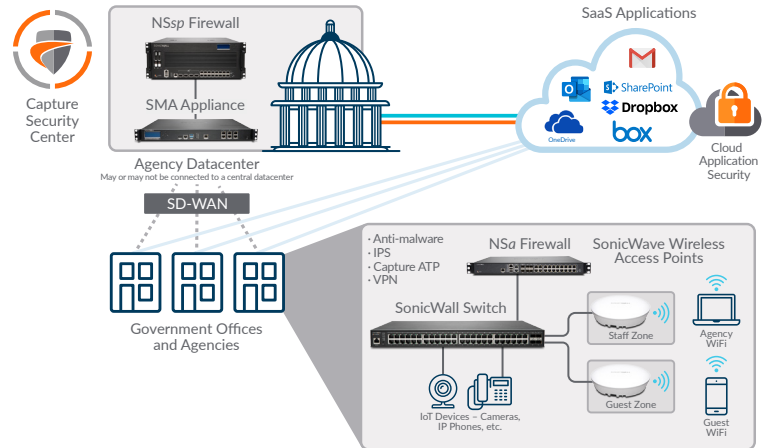 NSsp Firewall
SMA Appliance
Capture
Security
Center
Agency Datacenter
May or may not be connected to a central datacenter
SD-WAN
Government Offices
and Agencies
SaaS Applications
SharePoint
Dropbox
OneDrive
box
Cloud
Application
Security
· Anti-malware
· IPS
· Capture ATP
· VPN
NSa Firewall
SonicWave Wireless
Access Points
SonicWall Switch
Staff Zone
Agency
WiFi
Guest Zone
Guest
WiFi
IoT Devices – Cameras,
IP Phones, etc.